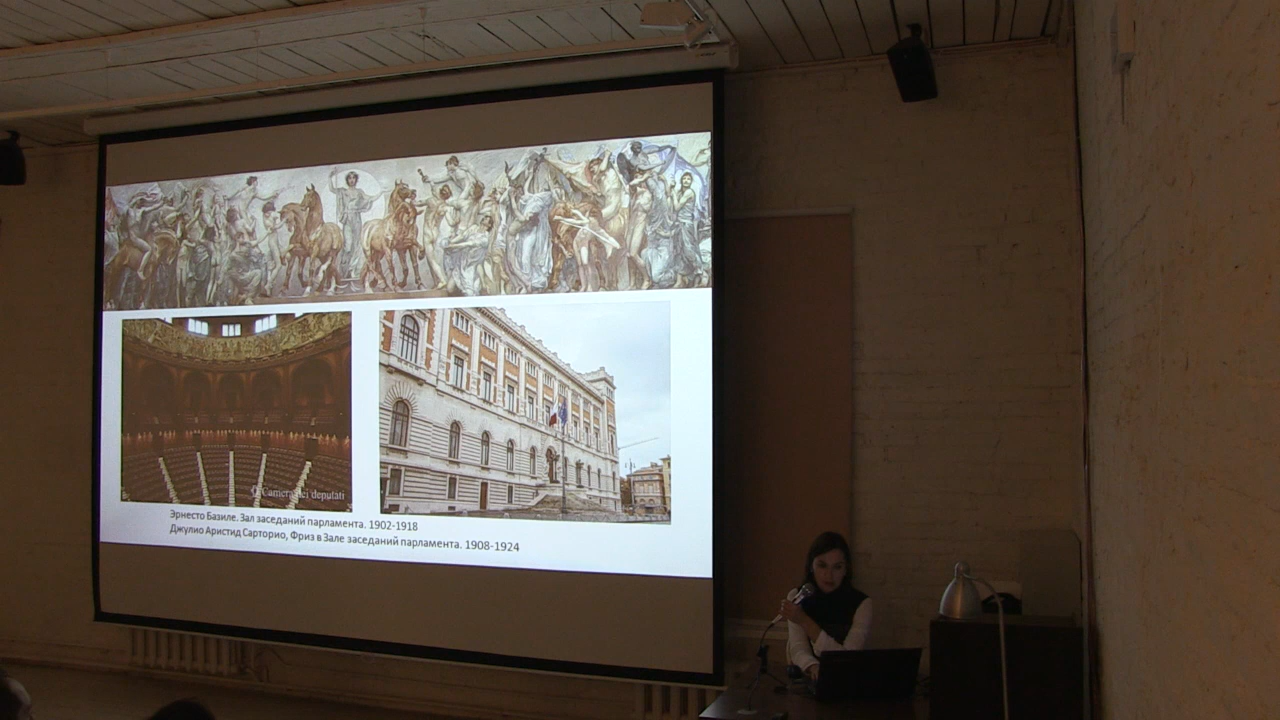 Camera dei deputati
Эрнесто Базиле. Зал заседаний парламента. 1902-1918
Джулио Аристид Сарторио, Фриз в Зале заседаний парламента. 1908-1924